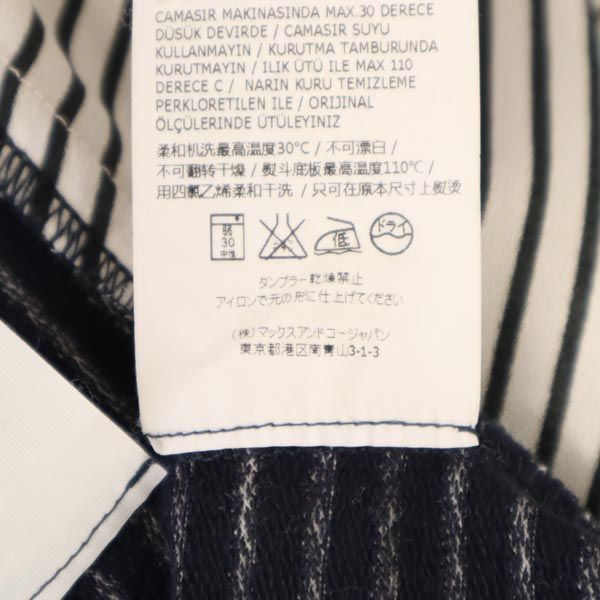 ÇAMAŞIR MAKINASINDA MAX.30 DERECE
DÜŞÜK DEVIRDE / CAMASIR SUYU
KULLANMAYIN / KURUTMA TAMBURUNDA
KURUTMAYIN / ILIK ÜTÜ ILE MAX 110
DERECE C / NARIN KURU TEMIZLEME
PERKLORETILEN ILE / ORIJINAL
ÖLÇÜLERINDE ÜTÜLEYINIZ
柔和机洗最高温度30°C / 不可漂白/
不可翻转干燥 / 熨斗底板最高温度110°C /
用四氯乙烯柔和干洗 / 只可在原本尺寸上熨烫
弱
30
中性
低
ドライ
タンブラー乾燥禁止
アイロンで元の形に仕上げてください
(株) マックスアンドコージャパン
東京都港区南青山3-1-3